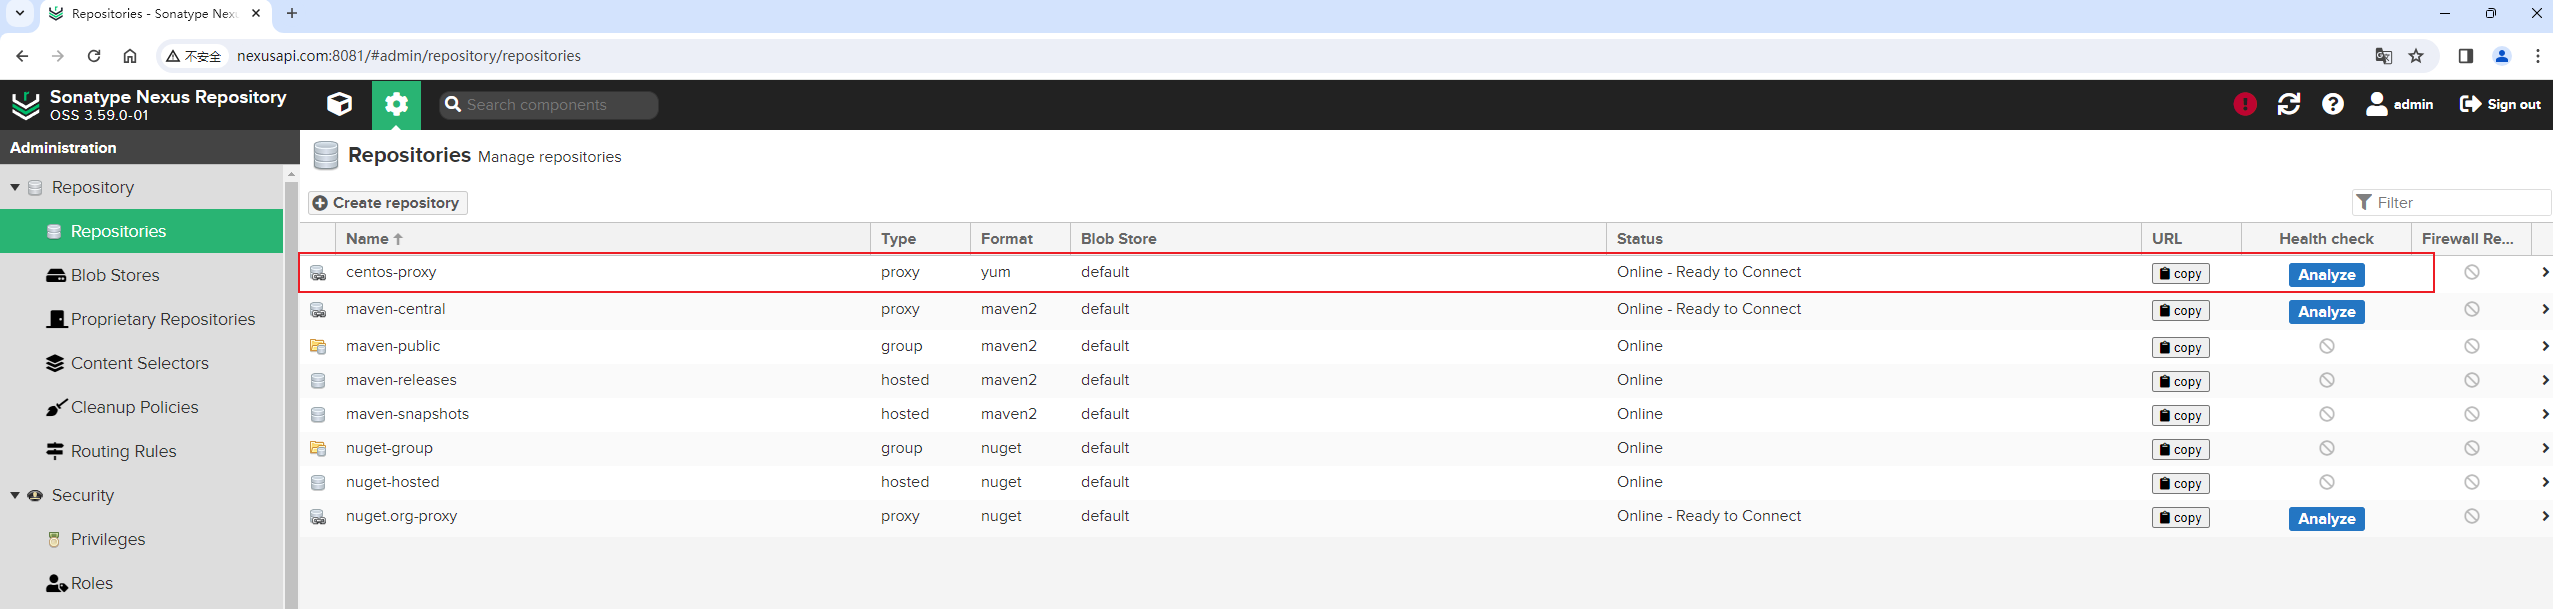 Repositories - Sonatype Nex
不安全 nexusapi.com:8081/#admin/repository/repositories
Sonatype Nexus Repository
OSS 3.59.0-01
Search components
admin
Sign out
Administration
Repositories Manage repositories
Repository
Create repository
Filter
Repositories
Name Type Format Blob Store Status URL Health check Firewall Re...
centos-proxy proxy yum default Online - Ready to Connect copy Analyze
Blob Stores
maven-central proxy maven2 default Online - Ready to Connect copy Analyze
Proprietary Repositories
maven-public group maven2 default Online copy
Content Selectors
maven-releases hosted maven2 default Online copy
Cleanup Policies
maven-snapshots hosted maven2 default Online copy
Routing Rules
nuget-group group nuget default Online copy
nuget-hosted hosted nuget default Online copy
Security
nuget.org-proxy proxy nuget default Online - Ready to Connect copy Analyze
Privileges
Roles